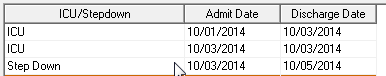 ICU/Stepdown Admit Date Discharge Date
ICU 10/01/2014 10/03/2014
ICU 10/03/2014 10/03/2014
Step Down 10/03/2014 10/05/2014